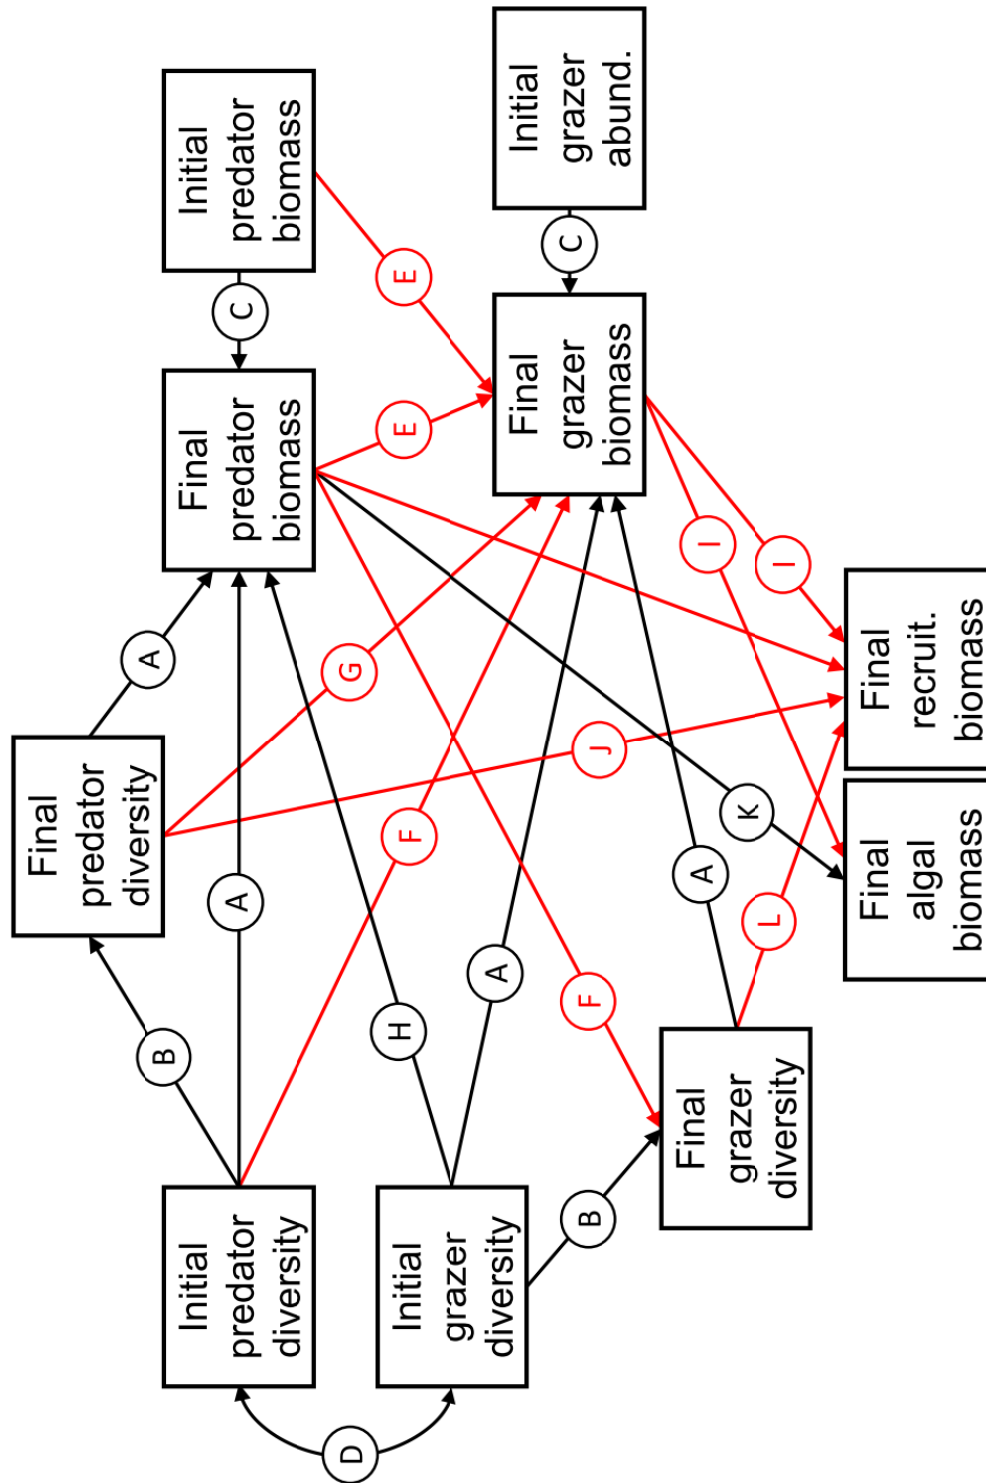 Final
predator
diversity
Initial
predator
diversity
Final
predator
biomass
Initial
predator
biomass
Initial
grazer
diversity
Final
grazer
biomass
Initial
grazer
abund.
Final
grazer
diversity
Final
algal
biomass
Final
recruit.
biomass
B
A
A
C
D
F
G
H
E
E
A
C
B
F
A
I
I
J
K
L